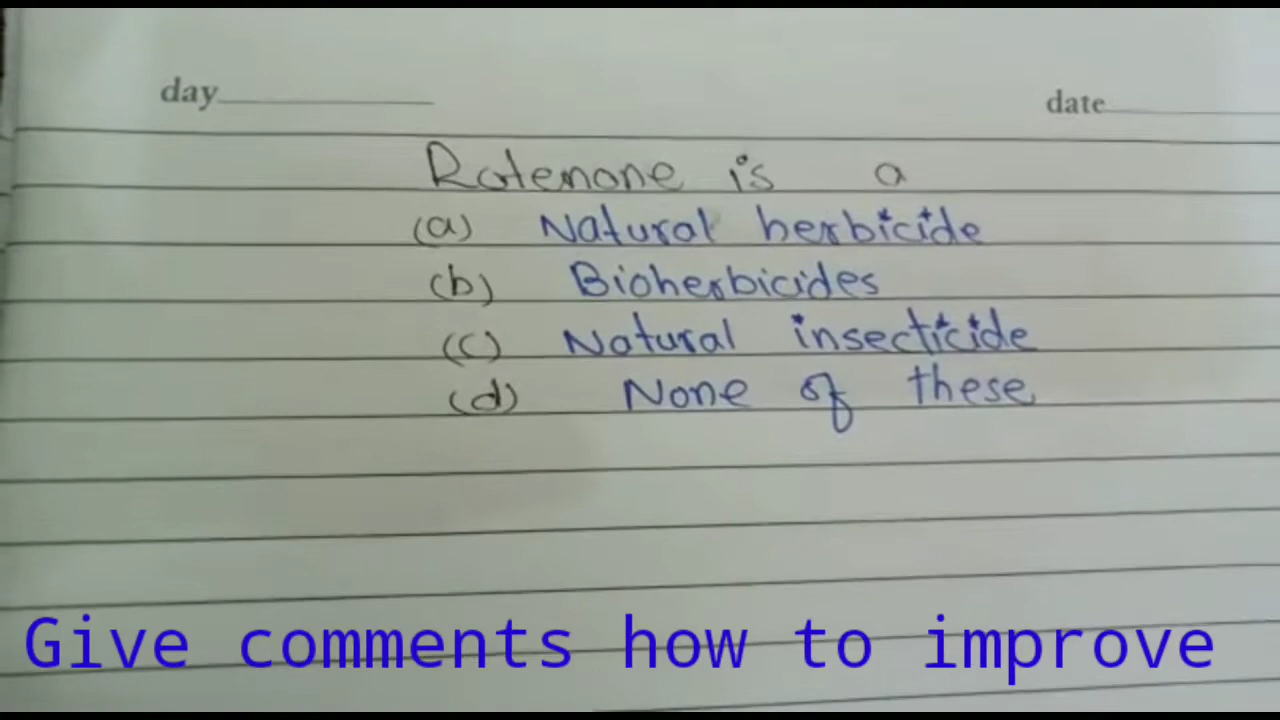 day
date
Rotenone is a
(a) Natural herbicide
(b) Bioherbicides
(c) Natural insecticide
(d) None of these
Give comments how to improve